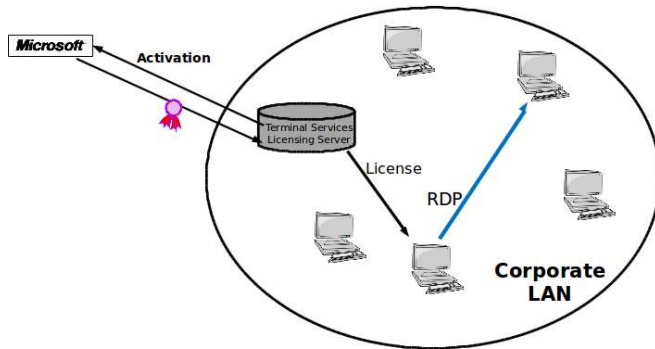 Microsoft
Activation
Terminal Services
Licensing Server
License
RDP
Corporate
LAN